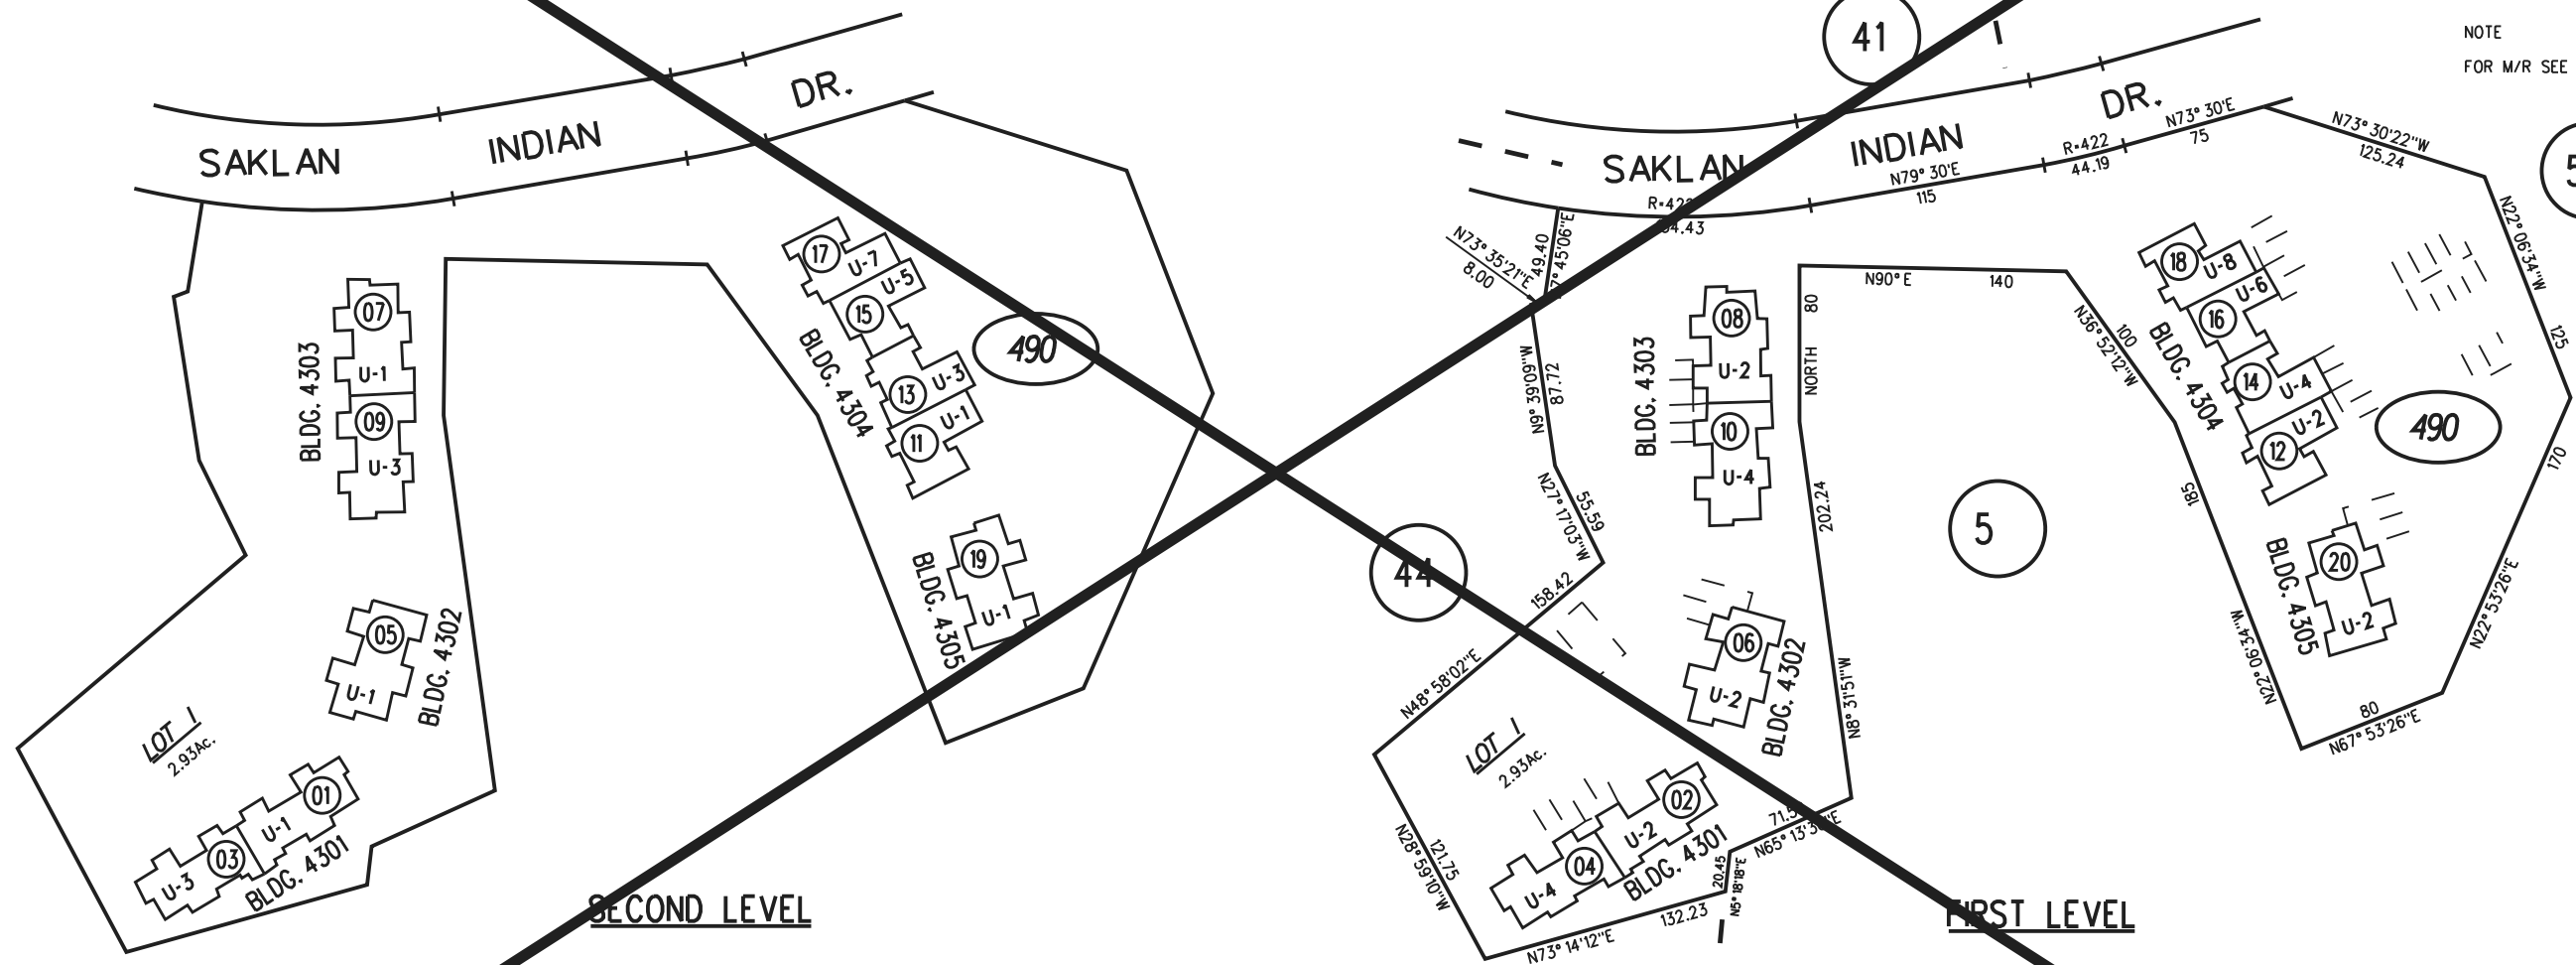 SAKLAN INDIAN DR.
17
U-7
U-5
15
BLDG. 4304
13
U-3
U-1
11
490
07
U-1
BLDG. 4303
09
U-3
19
U-1
BLDG. 4305
05
U-1
BLDG. 4302
LOT 1
2.93Ac.
01
U-1
03
U-3
BLDG. 4301
SECOND LEVEL
41
NOTE
FOR M/R SEE
SAKLAN INDIAN DR.
N73° 30'E
75
R=422
44.19
N79° 30'E
115
R=422
N73° 30'22"W
125.24
N22° 06'34"W
125
N73° 35'21"E
8.00
49.40
N9° 39'09"W
87.72
N27° 17'03"W
55.59
158.42
N48° 58'02"E
44
08
U-2
BLDG. 4303
10
U-4
N90° E
140
80
NORTH
N36° 52'12"W
100
202.24
N8° 31'51"W
5
18
U-8
U-6
16
BLDG. 4304
14
U-4
U-2
12
490
170
185
20
U-2
BLDG. 4305
N22° 06'34"W
N22° 53'26"E
80
N67° 53'26"E
06
U-2
BLDG. 4302
LOT 1
2.93Ac.
02
U-2
04
U-4
BLDG. 4301
121.75
N28° 59'10"W
20.45
N5° 18'18"E
132.23
N73° 14'12"E
FIRST LEVEL